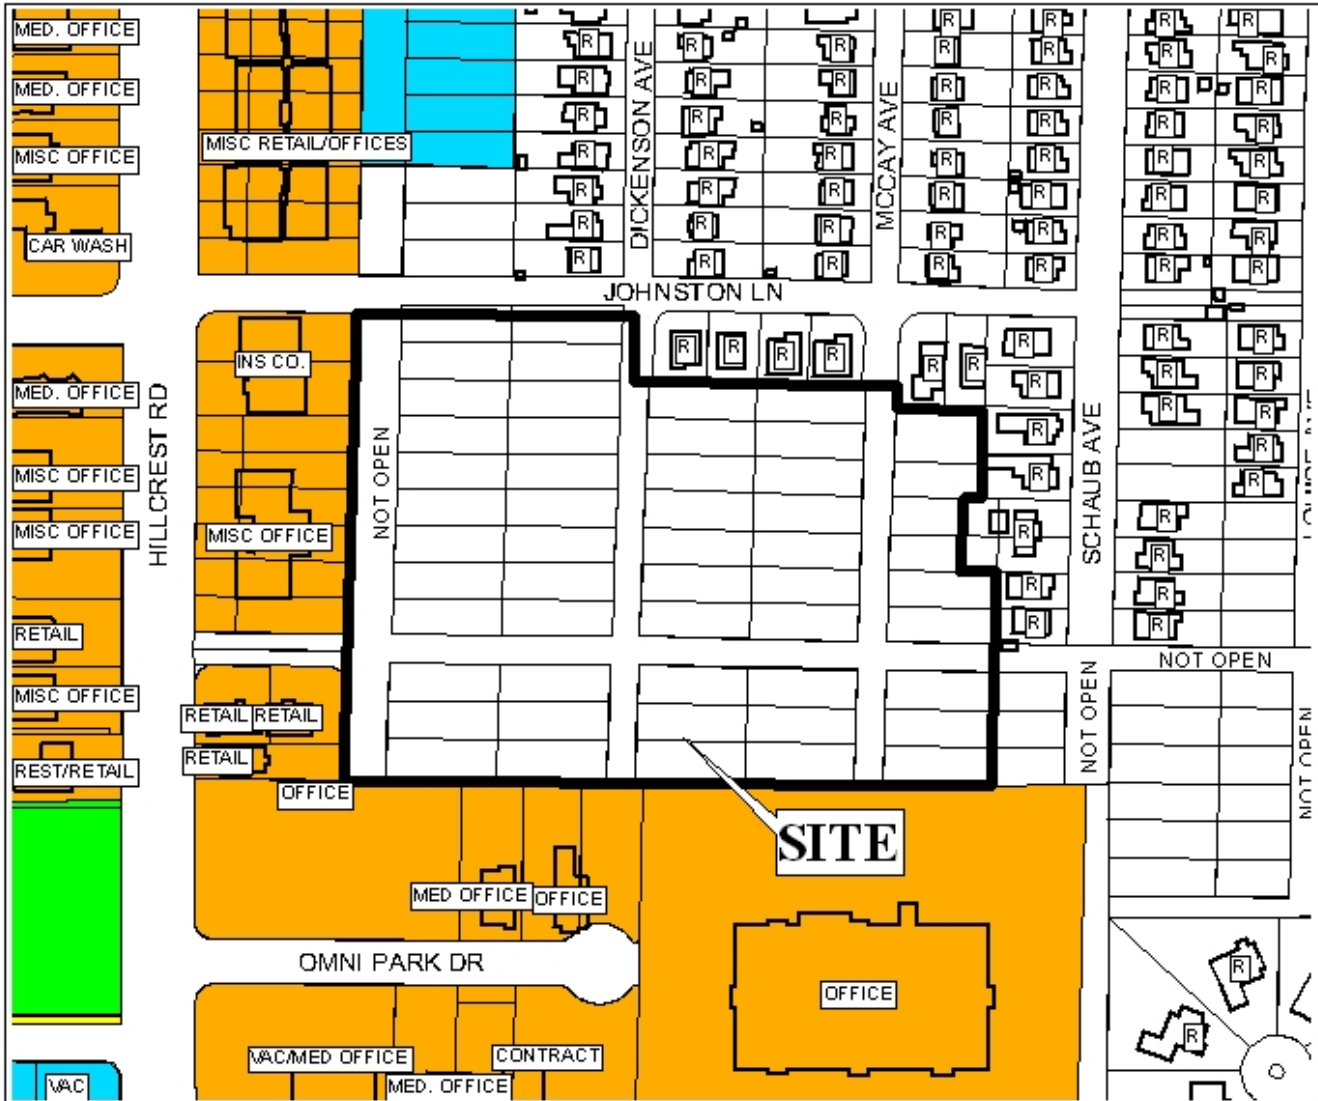 MED. OFFICE
MED. OFFICE
MISC OFFICE
CAR WASH
MISC RETAIL/OFFICES
DICKENSON AVE
MCCAY AVE
R R R R R R
R R R R R R
R R R R R R
R R R R R R
R R R R R R
R R R R R R
R R R R R
R R R R R R
JOHNSTON LN
HILLCREST RD
MED. OFFICE
MISC OFFICE
MISC OFFICE
RETAIL
MISC OFFICE
REST/RETAIL
INS CO.
MISC OFFICE
NOT OPEN
R R R R R R
R R R R R
R R R
R R
R R
R R
R R
R R
SCHAUB AVE
NOT OPEN
NOT OPEN
NOT OPEN
RETAIL RETAIL
RETAIL
OFFICE
SITE
MED OFFICE
OFFICE
OMNI PARK DR
OFFICE
R
R
VAC/MED OFFICE
CONTRACT
MED. OFFICE
VAC